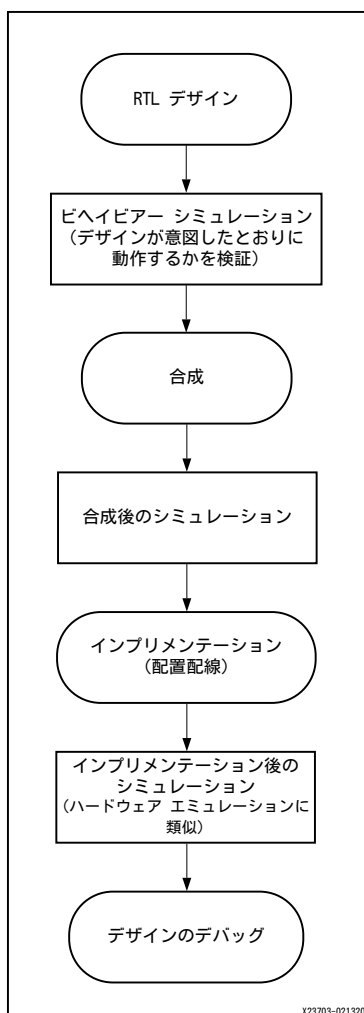 RTL デザイン
ビヘイビアー シミュレーション
(デザインが意図したとおりに
動作するかを検証)
合成
合成後のシミュレーション
インプリメンテーション
(配置配線)
インプリメンテーション後の
シミュレーション
(ハードウェア エミュレーションに
類似)
デザインのデバッグ
X23703-021320